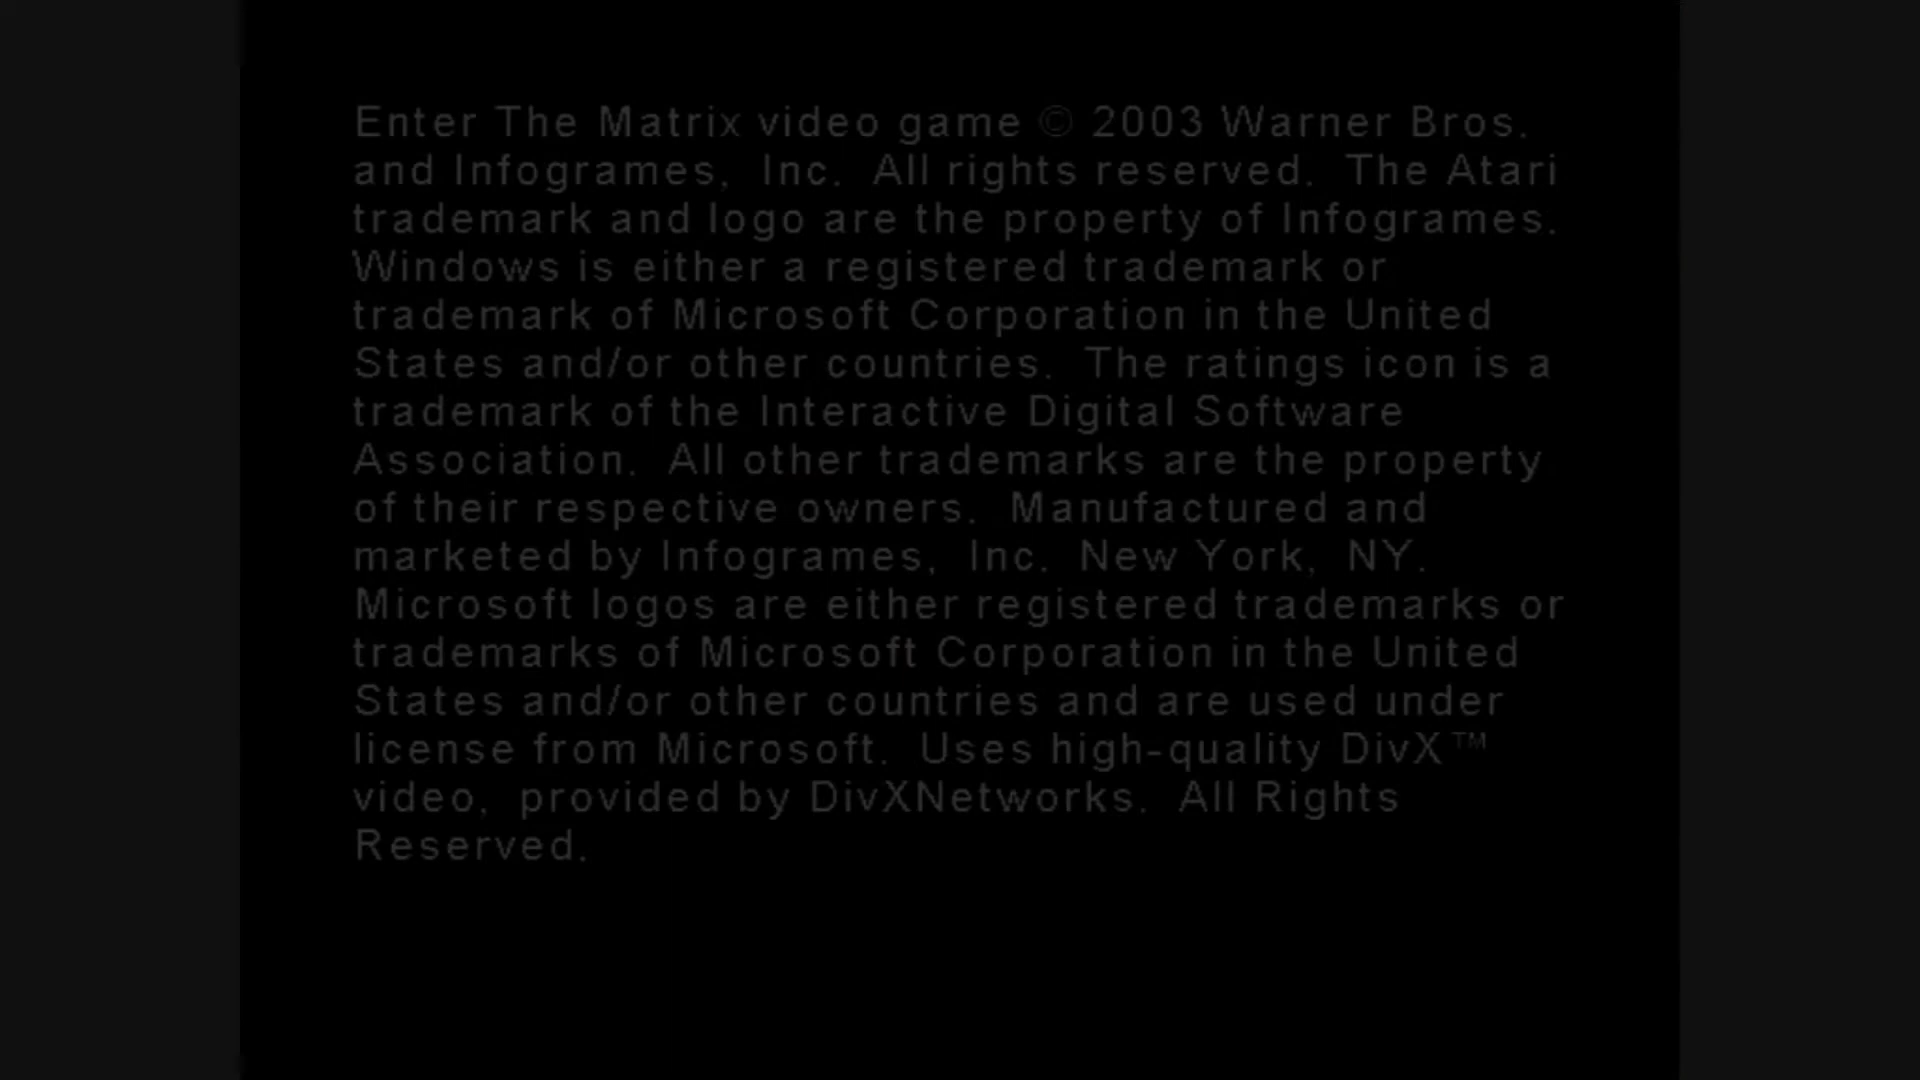 Enter The Matrix video game © 2003 Warner Bros.
and Infogrames, Inc. All rights reserved. The Atari
trademark and logo are the property of Infogrames.
Windows is either a registered trademark or
trademark of Microsoft Corporation in the United
States and/or other countries. The ratings icon is a
trademark of the Interactive Digital Software
Association. All other trademarks are the property
of their respective owners. Manufactured and
marketed by Infogrames, Inc. New York, NY.
Microsoft logos are either registered trademarks or
trademarks of Microsoft Corporation in the United
States and/or other countries and are used under
license from Microsoft. Uses high-quality DivX™
video, provided by DivXNetworks. All Rights
Reserved.